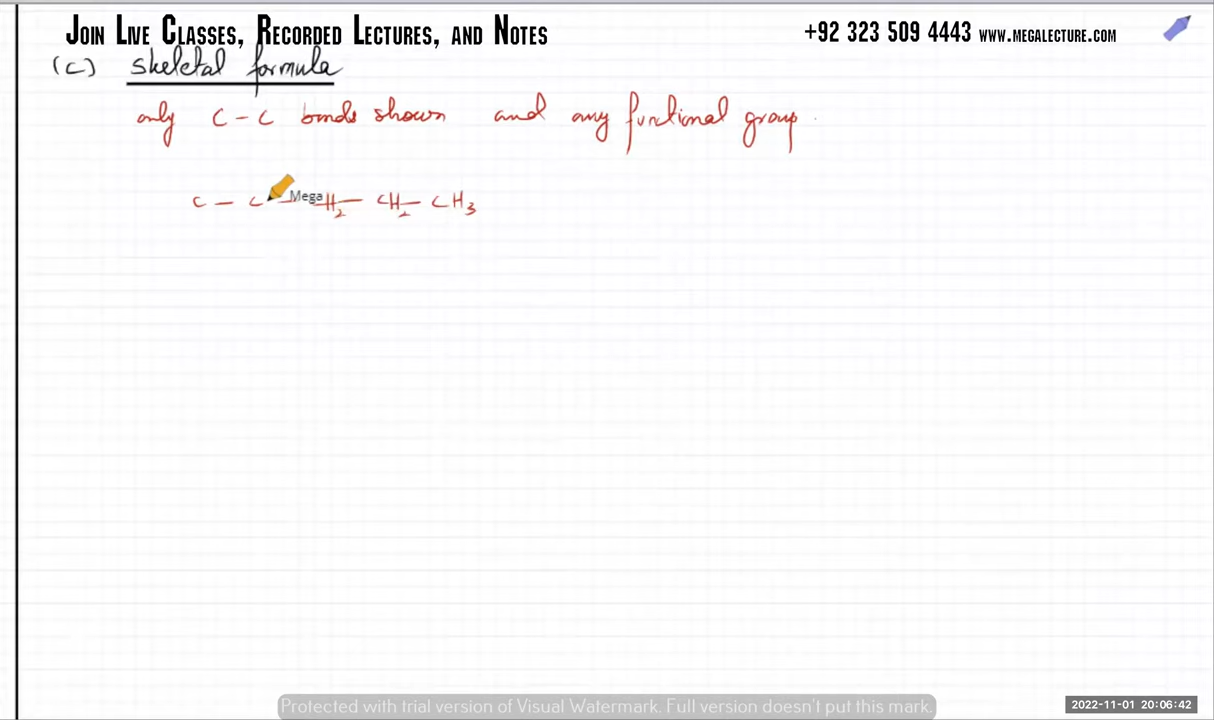 JOIN LIVE CLASSES, RECORDED LECTURES, AND NOTES +92 323 509 4443 WWW.MEGALECTURE.COM
(c) skeletal formula
only C-C bonds shown and any functional group
C - C Mega H2 - CH2 - CH3
Protected with trial version of Visual Watermark. Full version doesn't put this mark.
2022-11-01 20:06:42